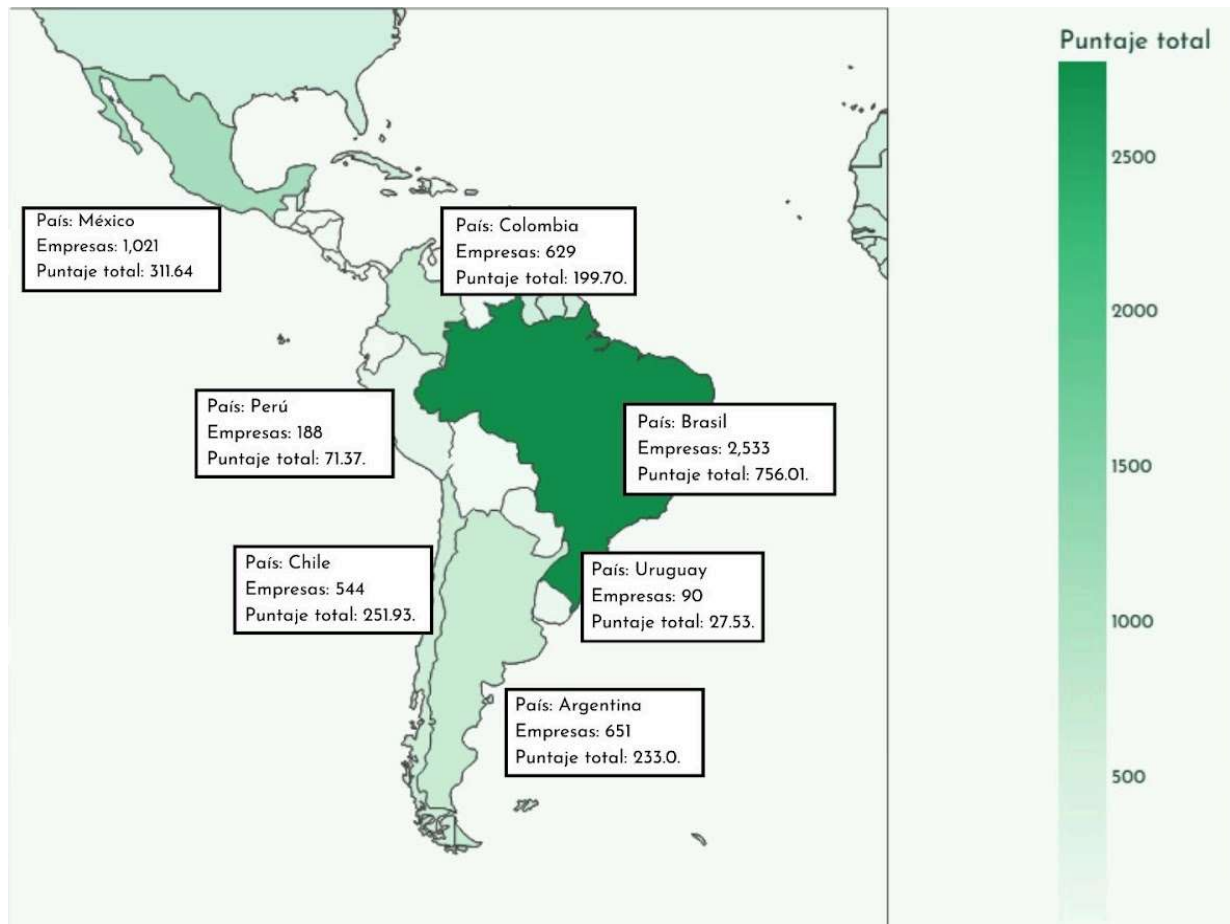 Puntaje total
2500
2000
1500
1000
500
País: México
Empresas: 1,021
Puntaje total: 311.64
País: Colombia
Empresas: 629
Puntaje total: 199.70.
País: Perú
Empresas: 188
Puntaje total: 71.37.
País: Brasil
Empresas: 2,533
Puntaje total: 756.01.
País: Chile
Empresas: 544
Puntaje total: 251.93.
País: Uruguay
Empresas: 90
Puntaje total: 27.53.
País: Argentina
Empresas: 651
Puntaje total: 233.0.